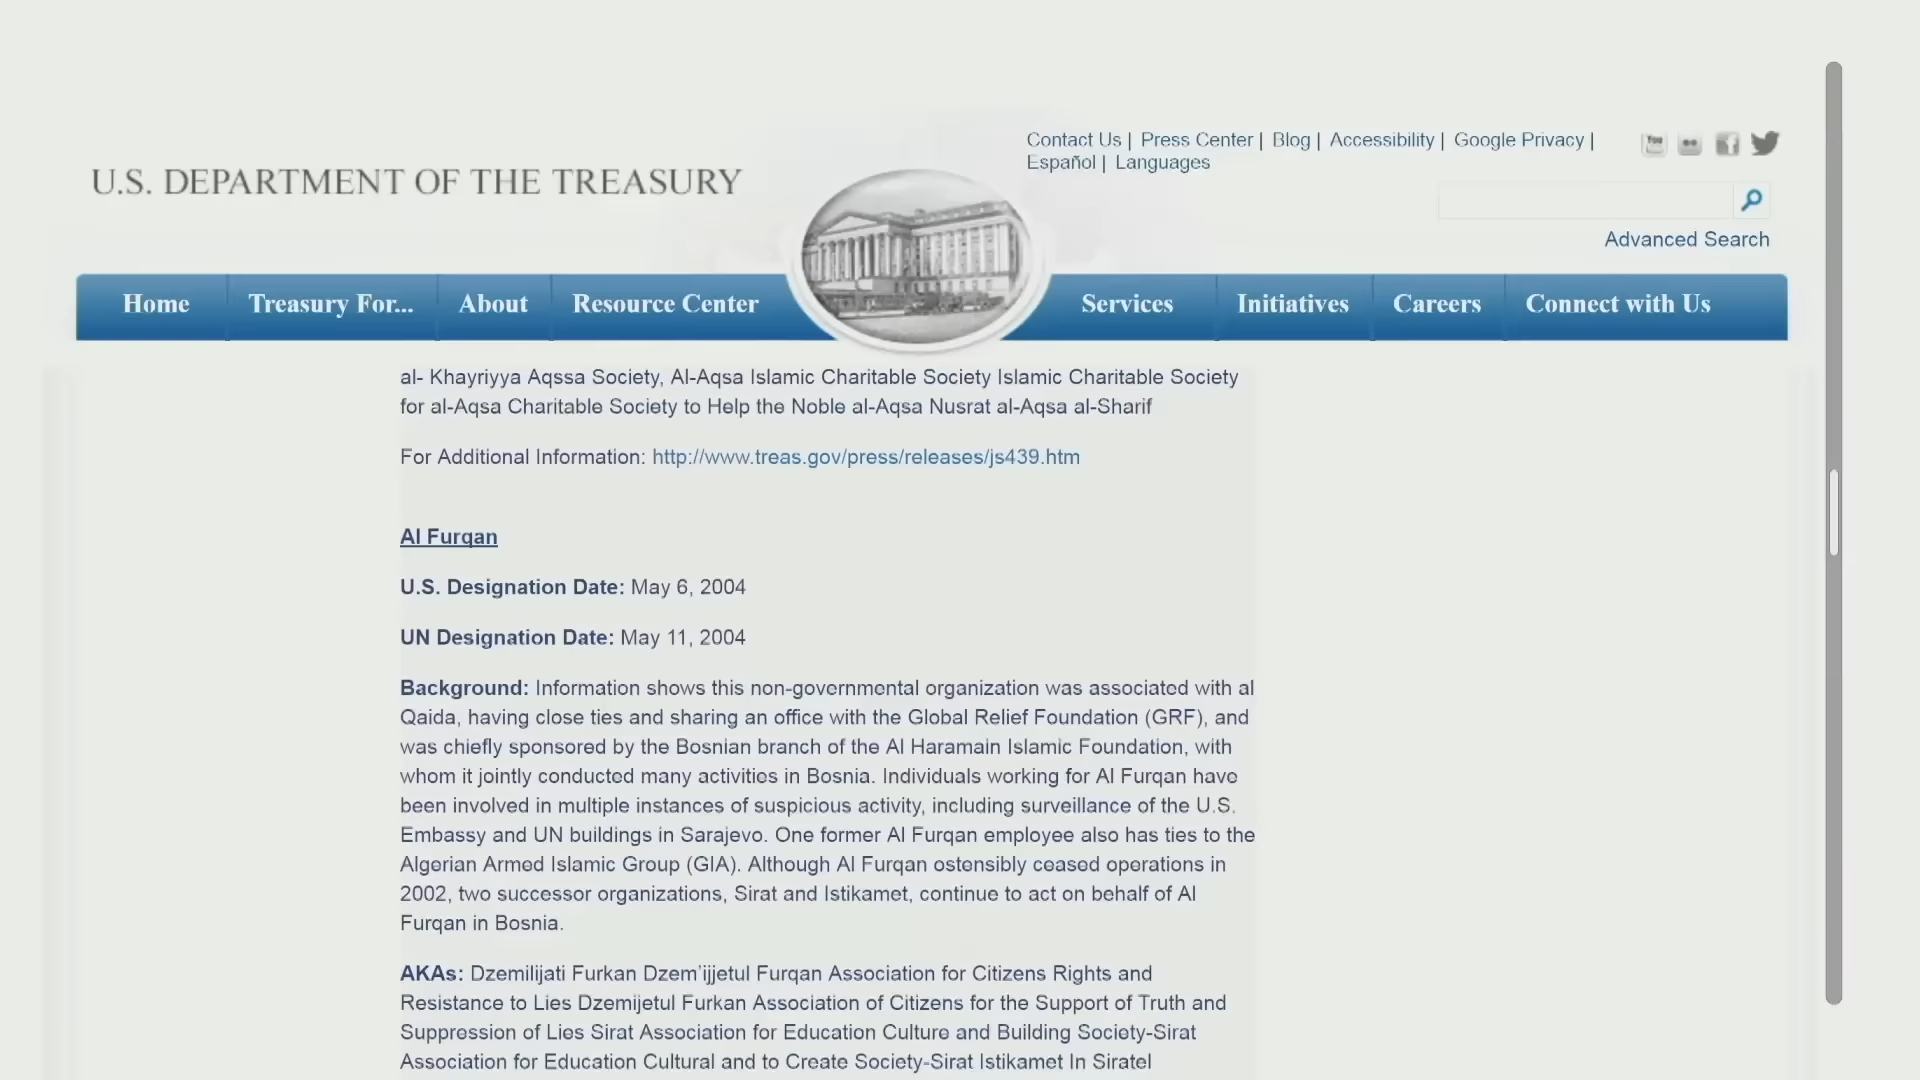 Contact Us | Press Center | Blog | Accessibility | Google Privacy |
Español | Languages
U.S. DEPARTMENT OF THE TREASURY
Advanced Search
Home Treasury For... About Resource Center Services Initiatives Careers Connect with Us
al- Khayriyya Aqssa Society, Al-Aqsa Islamic Charitable Society Islamic Charitable Society
for al-Aqsa Charitable Society to Help the Noble al-Aqsa Nusrat al-Aqsa al-Sharif
For Additional Information: http://www.treas.gov/press/releases/js439.htm
Al Furqan
U.S. Designation Date: May 6, 2004
UN Designation Date: May 11, 2004
Background: Information shows this non-governmental organization was associated with al
Qaida, having close ties and sharing an office with the Global Relief Foundation (GRF), and
was chiefly sponsored by the Bosnian branch of the Al Haramain Islamic Foundation, with
whom it jointly conducted many activities in Bosnia. Individuals working for Al Furqan have
been involved in multiple instances of suspicious activity, including surveillance of the U.S.
Embassy and UN buildings in Sarajevo. One former Al Furqan employee also has ties to the
Algerian Armed Islamic Group (GIA). Although Al Furqan ostensibly ceased operations in
2002, two successor organizations, Sirat and Istikamet, continue to act on behalf of Al
Furqan in Bosnia.
AKAs: Dzemilijati Furkan Dzem'ijjetul Furqan Association for Citizens Rights and
Resistance to Lies Dzemijetul Furkan Association of Citizens for the Support of Truth and
Suppression of Lies Sirat Association for Education Culture and Building Society-Sirat
Association for Education Cultural and to Create Society-Sirat Istikamet In Siratel